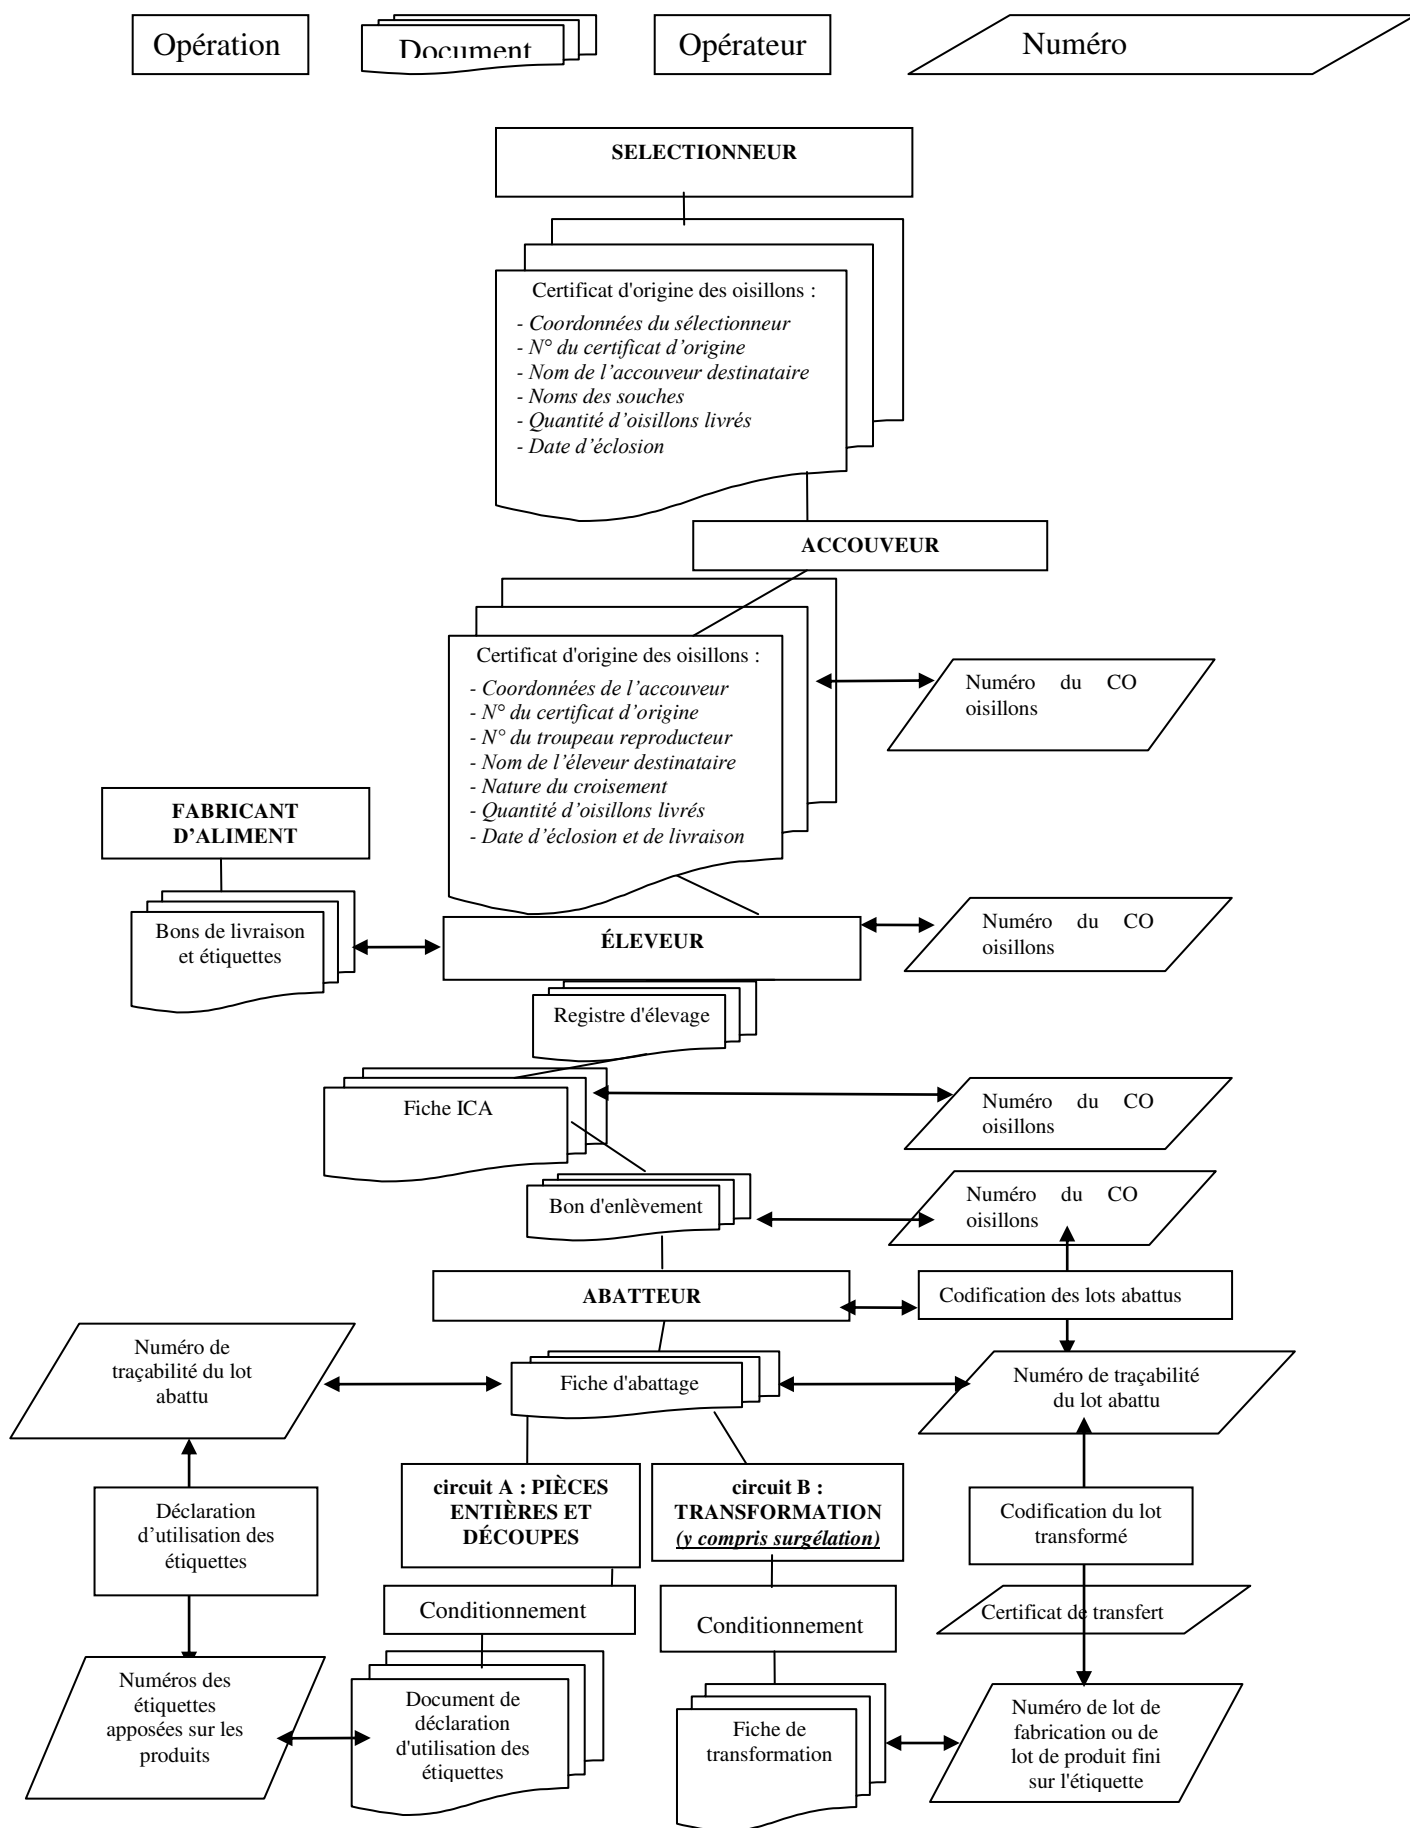 Opération
Document
Opérateur
Numéro
SELECTIONNEUR
Certificat d'origine des oisillons :
- Coordonnées du sélectionneur
- N° du certificat d’origine
- Nom de l’accouveur destinataire
- Noms des souches
- Quantité d’oisillons livrés
- Date d’éclosion
ACCOUVEUR
Certificat d'origine des oisillons :
- Coordonnées de l’accouveur
- N° du certificat d’origine
- N° du troupeau reproducteur
- Nom de l’éleveur destinataire
- Nature du croisement
- Quantité d’oisillons livrés
- Date d’éclosion et de livraison
Numéro du CO
oisillons
FABRICANT
D’ALIMENT
Bons de livraison
et étiquettes
ÉLEVEUR
Numéro du CO
oisillons
Registre d'élevage
Fiche ICA
Numéro du CO
oisillons
Bon d'enlèvement
Numéro du CO
oisillons
ABATTEUR
Codification des lots abattus
Numéro de
traçabilité du lot
abattu
Fiche d'abattage
Numéro de traçabilité
du lot abattu
Déclaration
d’utilisation des
étiquettes
circuit A : PIÈCES
ENTIÈRES ET
DÉCOUPES
circuit B :
TRANSFORMATION
(y compris surgélation)
Codification du lot
transformé
Conditionnement
Conditionnement
Certificat de transfert
Numéros des
étiquettes
apposées sur les
produits
Document de
déclaration
d'utilisation des
étiquettes
Fiche de
transformation
Numéro de lot de
fabrication ou de
lot de produit fini
sur l'étiquette